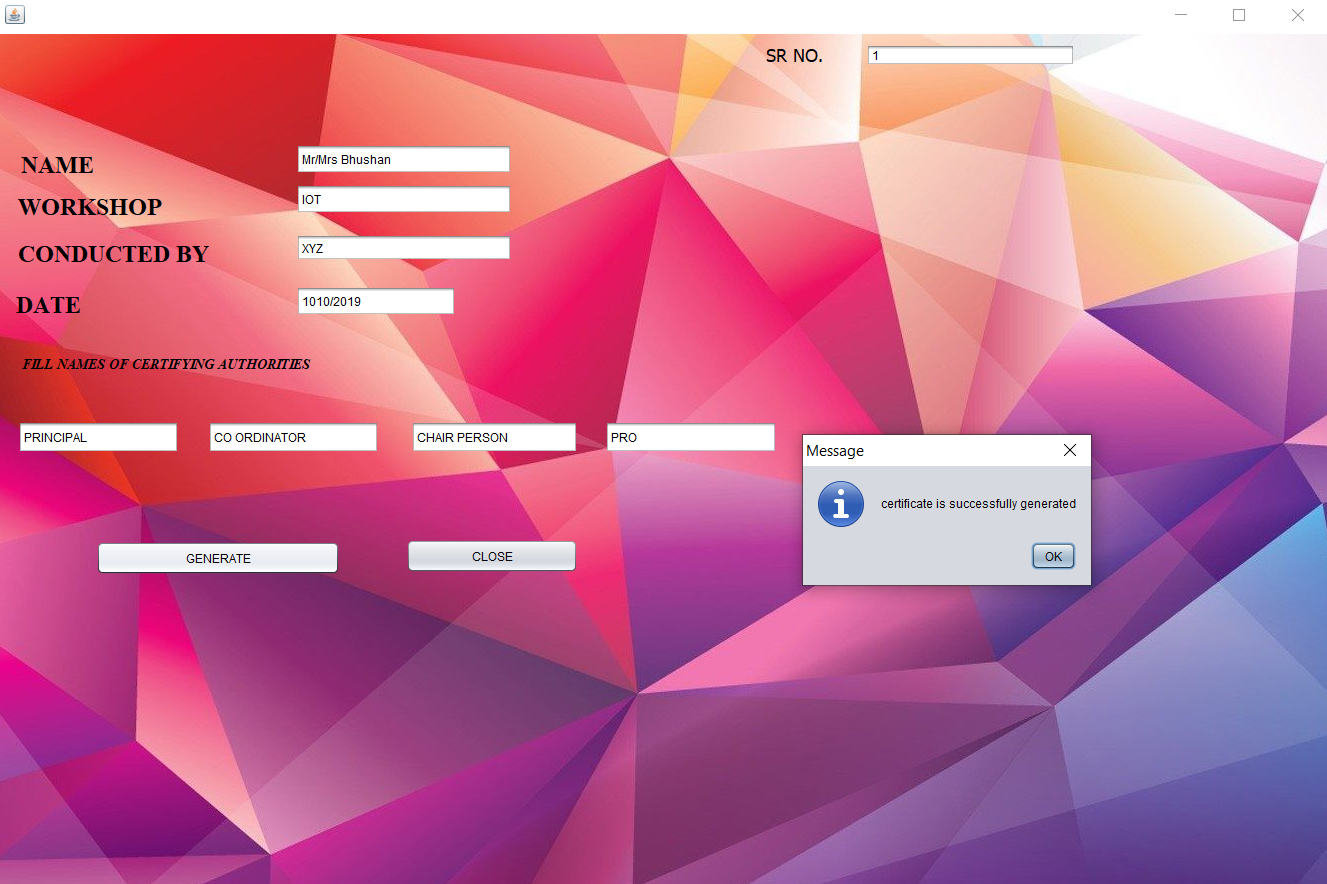 SR NO. 1
NAME Mr/Mrs Bhushan
WORKSHOP IOT
CONDUCTED BY XYZ
DATE 1010/2019
FILL NAMES OF CERTIFYING AUTHORITIES
PRINCIPAL CO ORDINATOR CHAIR PERSON PRO
Message
certificate is successfully generated
OK
GENERATE CLOSE